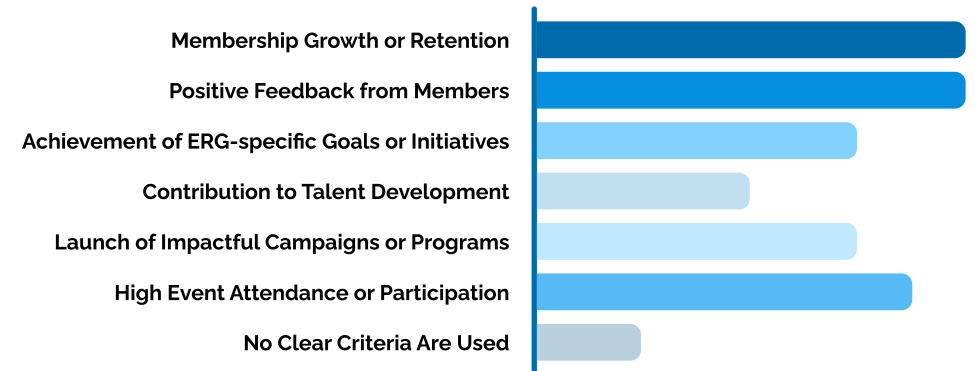 Membership Growth or Retention
Positive Feedback from Members
Achievement of ERG-specific Goals or Initiatives
Contribution to Talent Development
Launch of Impactful Campaigns or Programs
High Event Attendance or Participation
No Clear Criteria Are Used